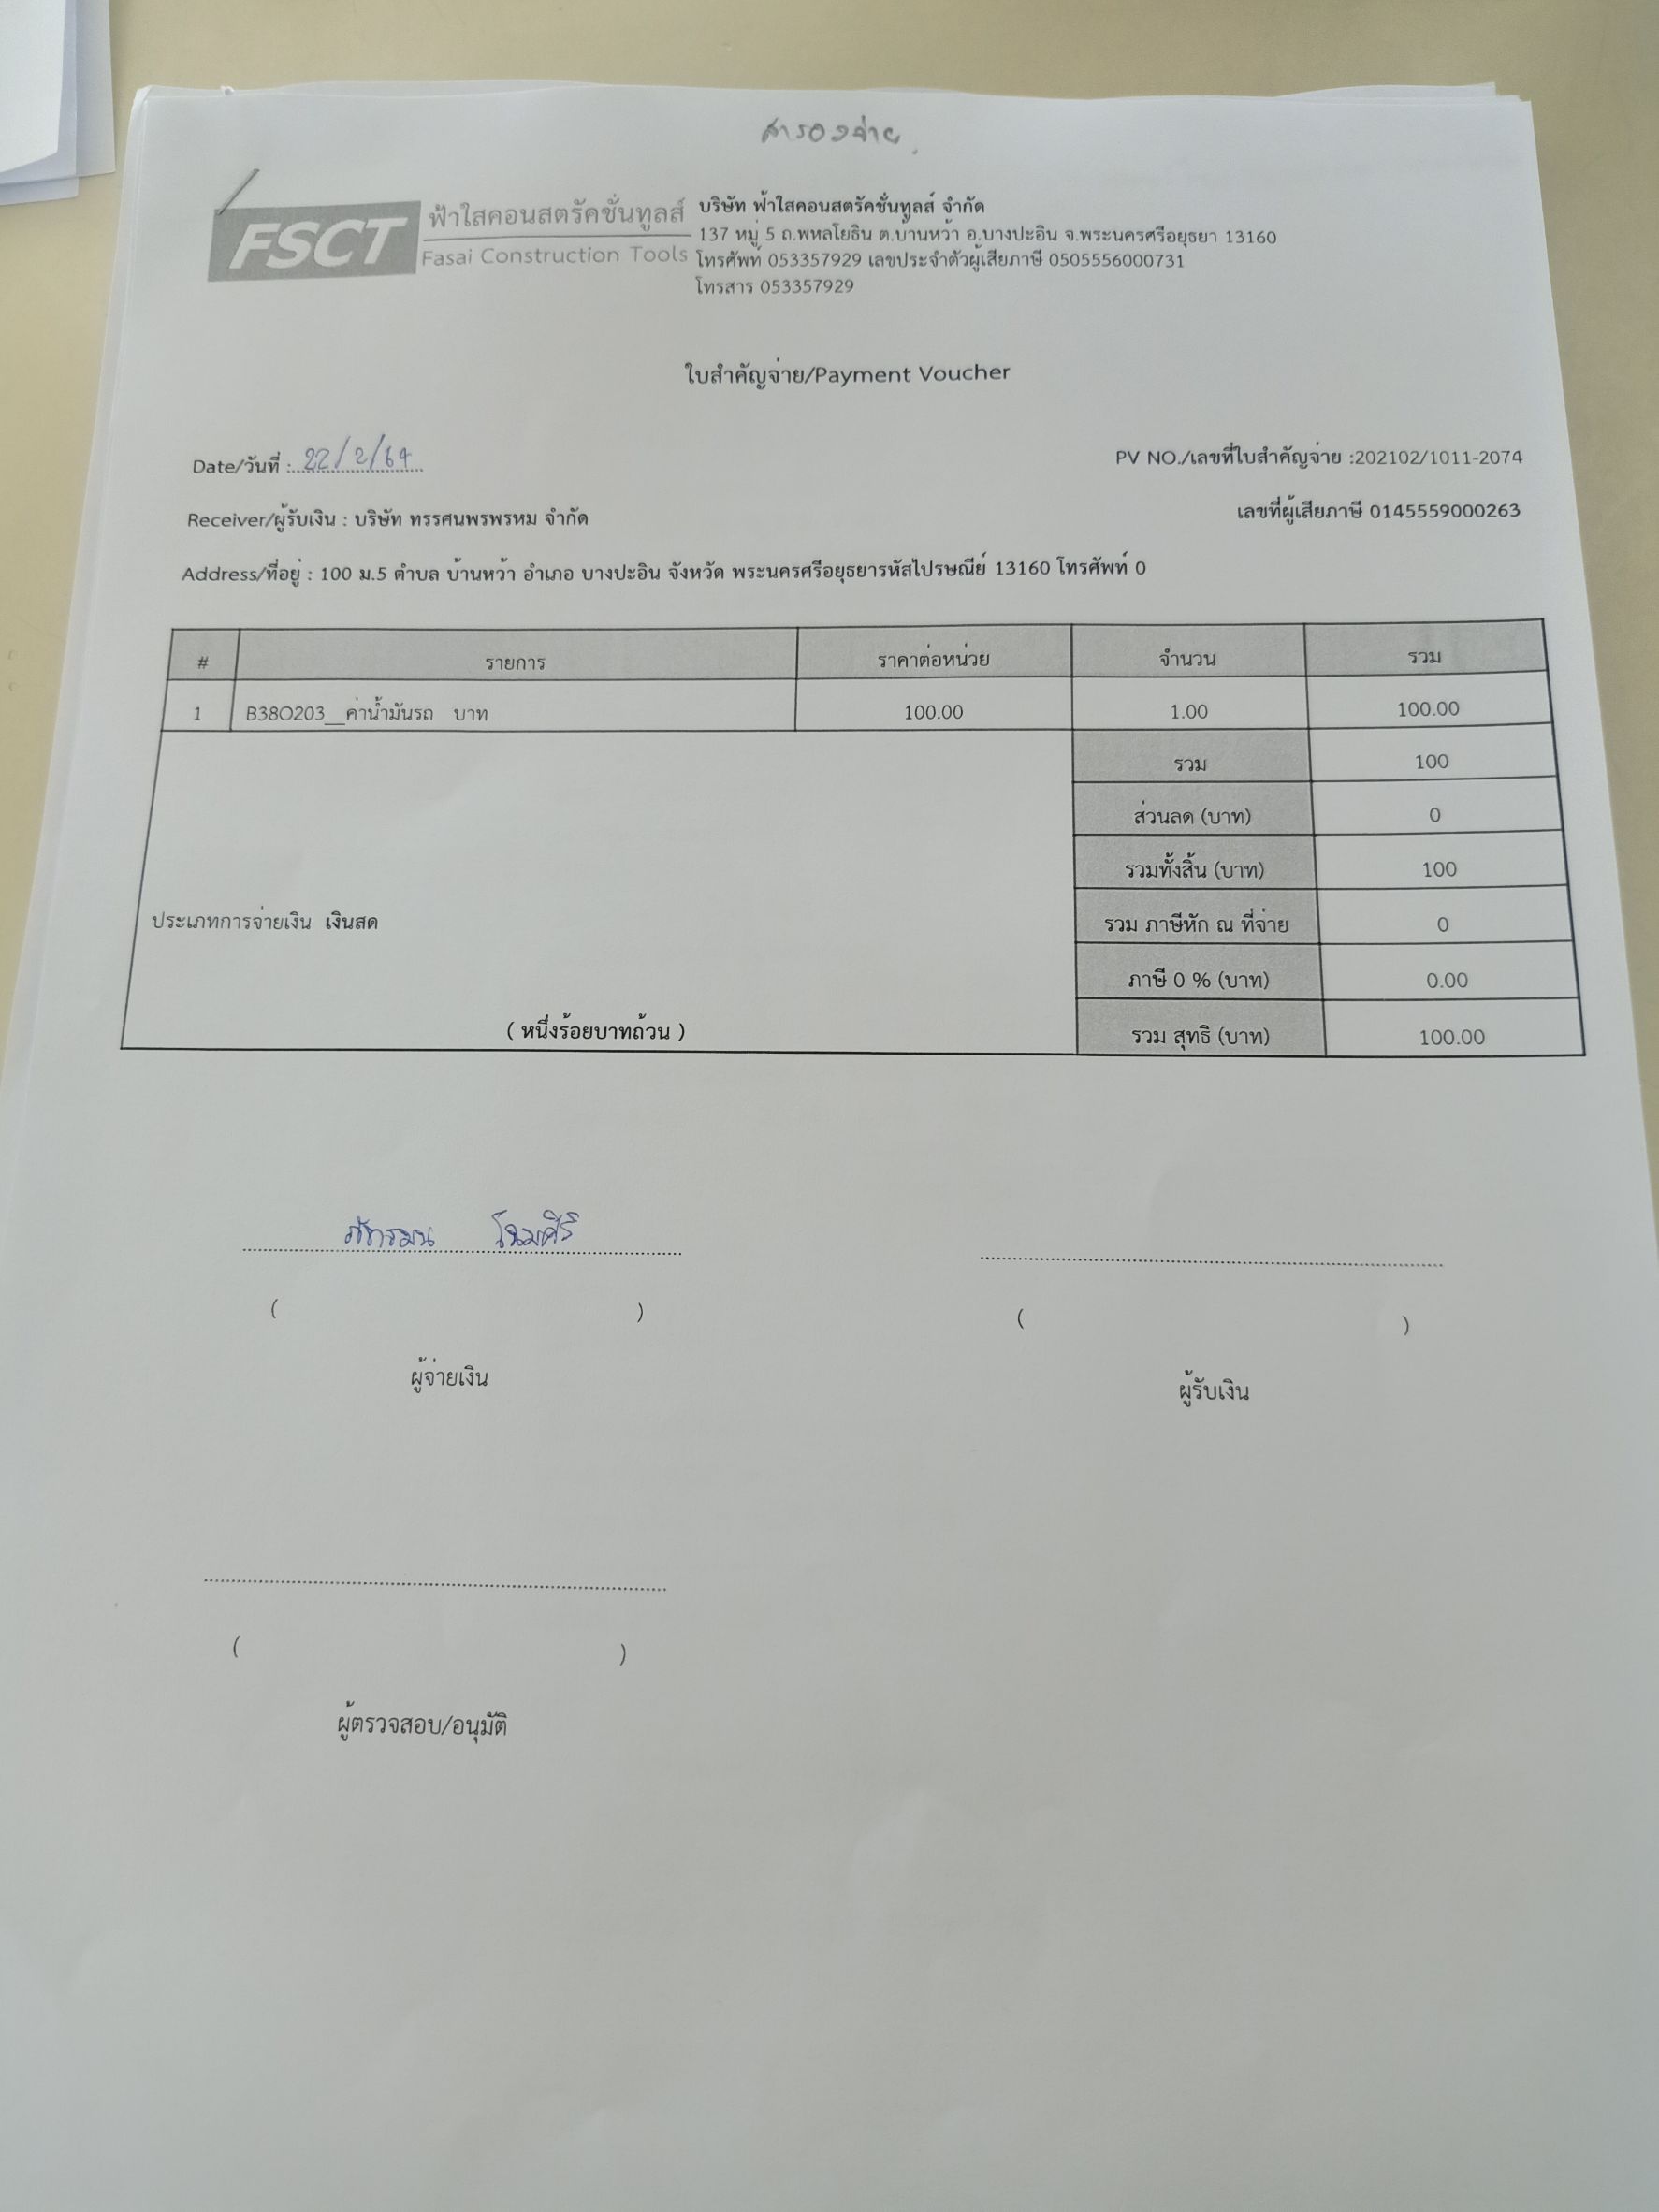 สำรองจ่าย
FSCT
ฟ้าใสคอนสตรัคชั่นทูลส์
Fasai Construction Tools
บริษัท ฟ้าใสคอนสตรัคชั่นทูลส์ จำกัด
137 หมู่ 5 ถ.พหลโยธิน ต.บ้านหว้า อ.บางปะอิน จ.พระนครศรีอยุธยา 13160
โทรศัพท์ 053357929 เลขประจำตัวผู้เสียภาษี 0505556000731
โทรสาร 053357929
ใบสำคัญจ่าย/Payment Voucher
Date/วันที่ : 22/2/64
PV NO./เลขที่ใบสำคัญจ่าย :202102/1011-2074
Receiver/ผู้รับเงิน : บริษัท ทรรศนพรพรหม จำกัด
เลขที่ผู้เสียภาษี 0145559000263
Address/ที่อยู่ : 100 ม.5 ตำบล บ้านหว้า อำเภอ บางปะอิน จังหวัด พระนครศรีอยุธยารหัสไปรษณีย์ 13160 โทรศัพท์ 0
# รายการ ราคาต่อหน่วย จำนวน รวม
1 B38O203__ค่าน้ำมันรถ บาท 100.00 1.00 100.00
รวม 100
ส่วนลด (บาท) 0
รวมทั้งสิ้น (บาท) 100
ประเภทการจ่ายเงิน เงินสด
รวม ภาษีหัก ณ ที่จ่าย 0
ภาษี 0 % (บาท) 0.00
( หนึ่งร้อยบาทถ้วน )
รวม สุทธิ (บาท) 100.00
ภัทรมน โฉมศิริ
( )
( )
ผู้จ่ายเงิน
ผู้รับเงิน
( )
ผู้ตรวจสอบ/อนุมัติ